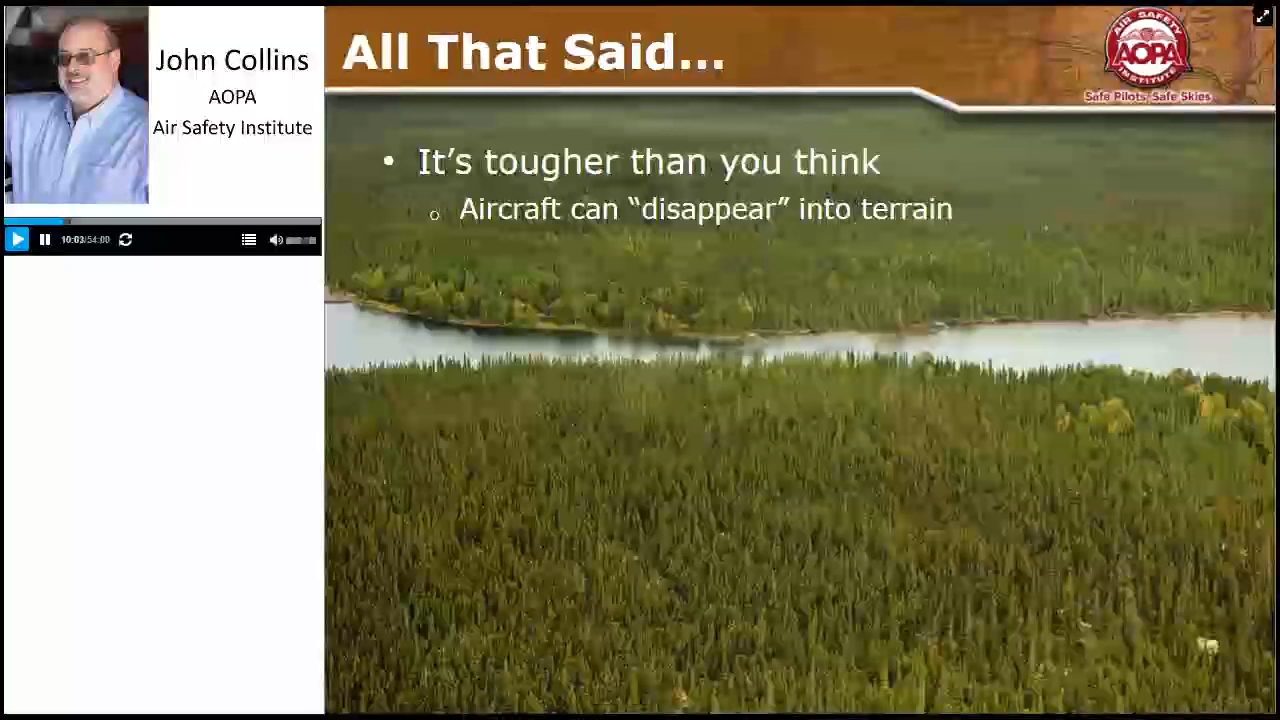 John Collins
AOPA
Air Safety Institute
10:03/54:00
All That Said...
AIR SAFETY
AOPA
INSTITUTE
Safe Pilots. Safe Skies.
• It’s tougher than you think
o Aircraft can “disappear” into terrain